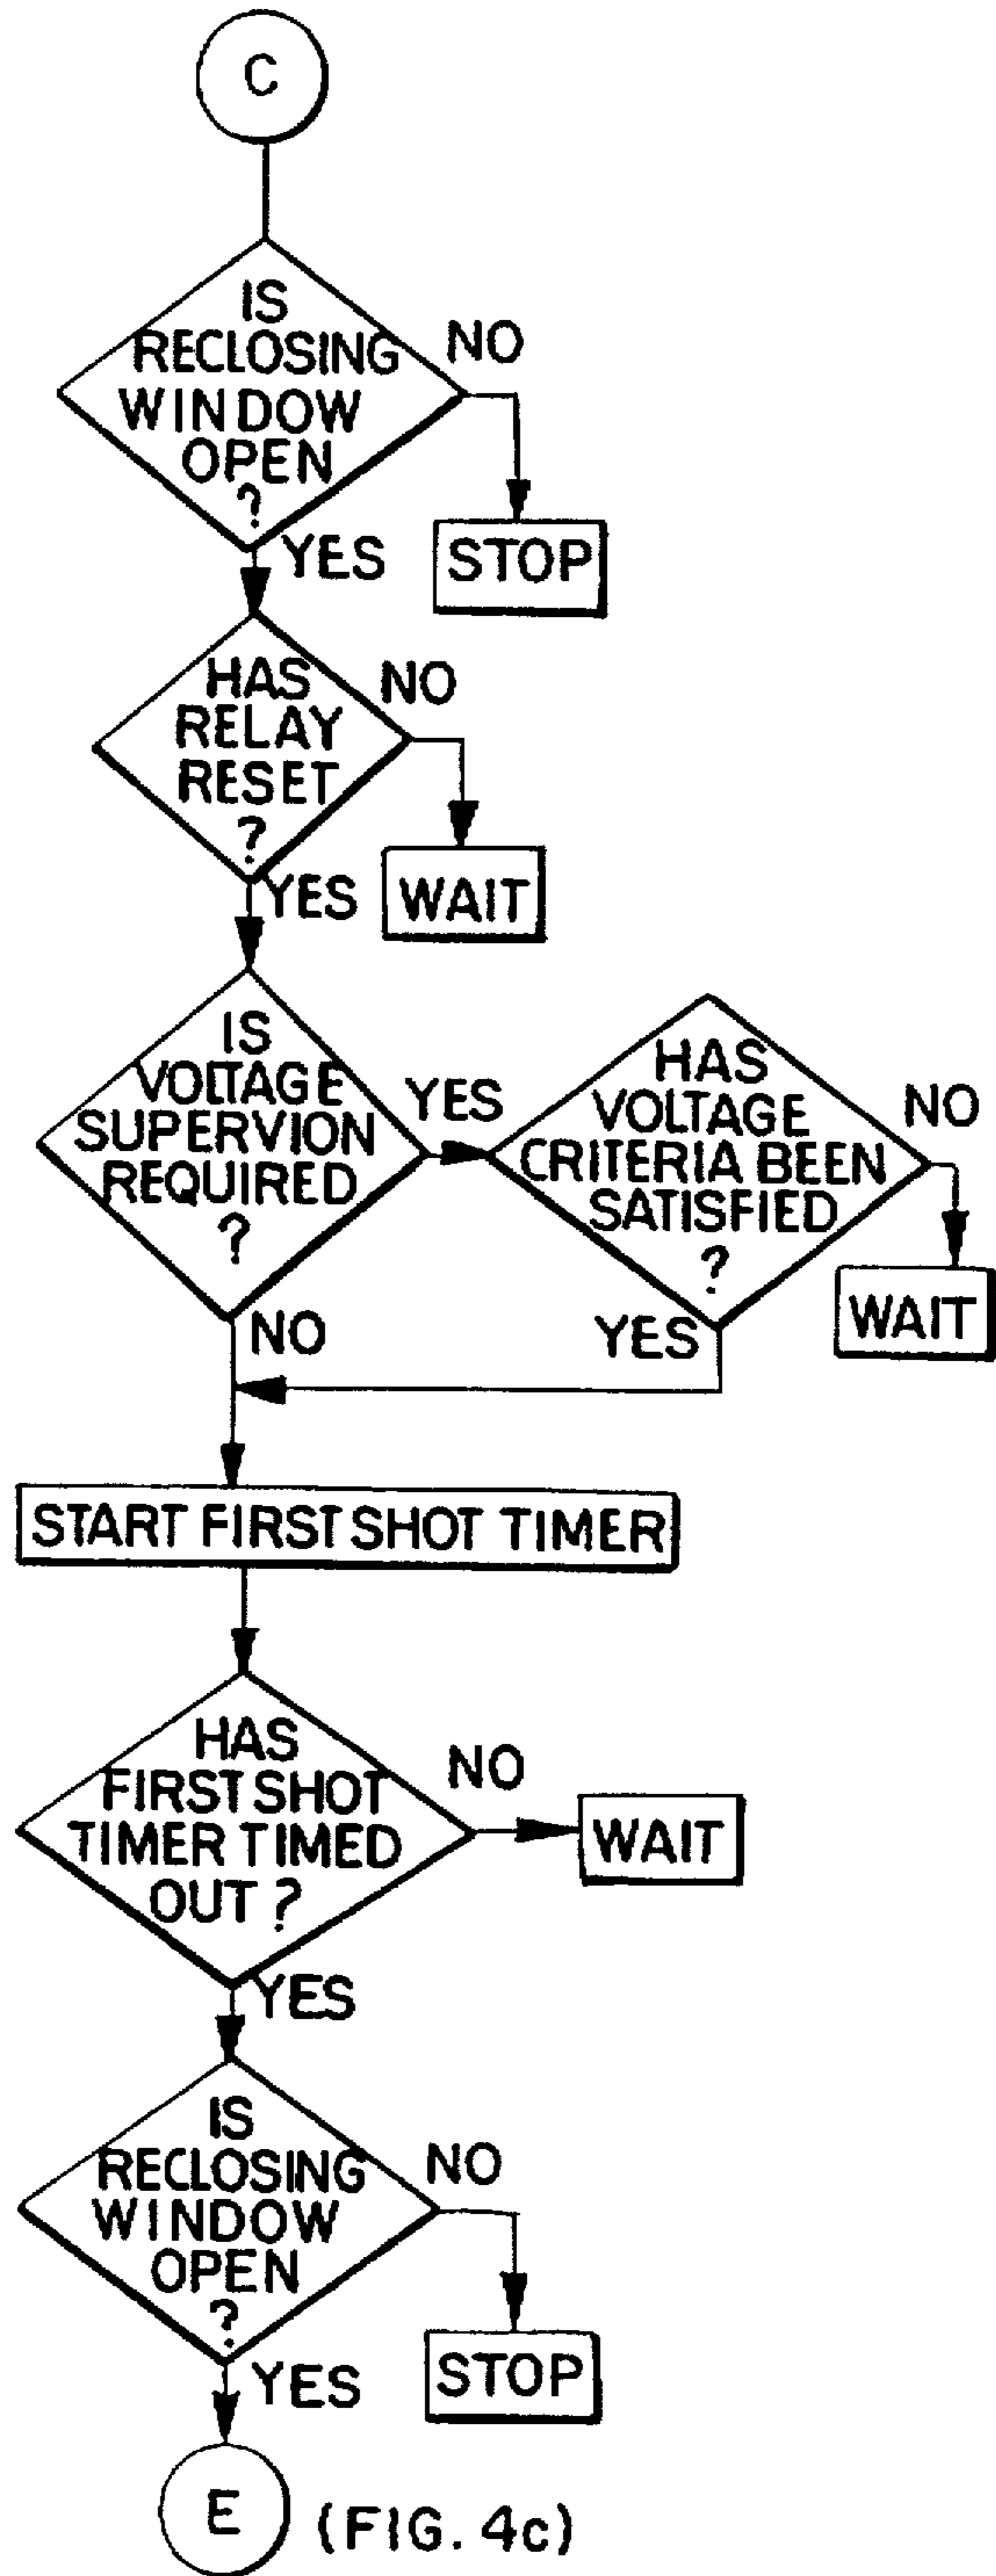 C
IS
RECLOSING
WINDOW
OPEN
?
NO
STOP
YES
HAS
RELAY
RESET
?
NO
WAIT
YES
IS
VOLTAGE
SUPERVION
REQUIRED
?
YES
HAS
VOLTAGE
CRITERIA BEEN
SATISFIED
?
NO
WAIT
NO
YES
START FIRST SHOT TIMER
HAS
FIRST SHOT
TIMER TIMED
OUT ?
NO
WAIT
YES
IS
RECLOSING
WINDOW
OPEN
?
NO
STOP
YES
E
(FIG. 4c)